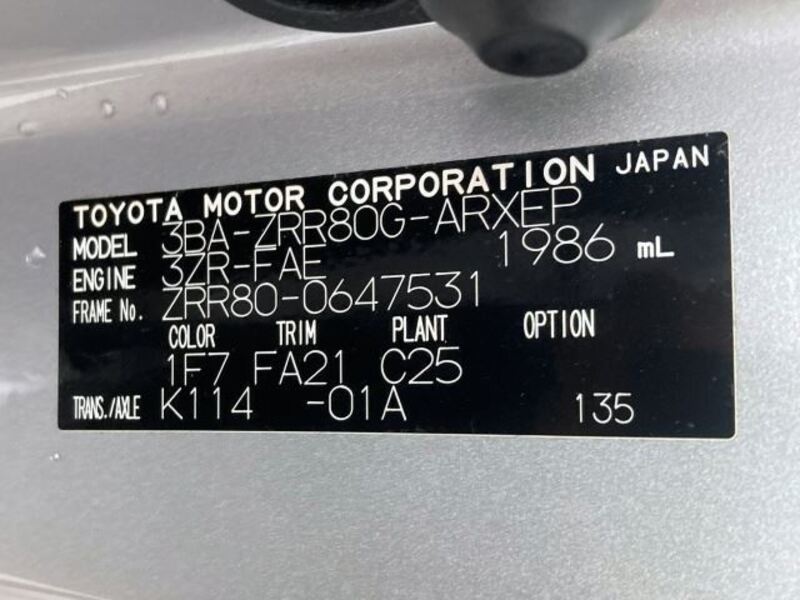 TOYOTA MOTOR CORPORATION JAPAN
MODEL 3BA-ZRR80G-ARXEP
ENGINE 3ZR-FAE 1986 mL
FRAME No. ZRR80-0647531
COLOR TRIM PLANT OPTION
1F7 FA21 C25
TRANS./AXLE K114 -01A 135